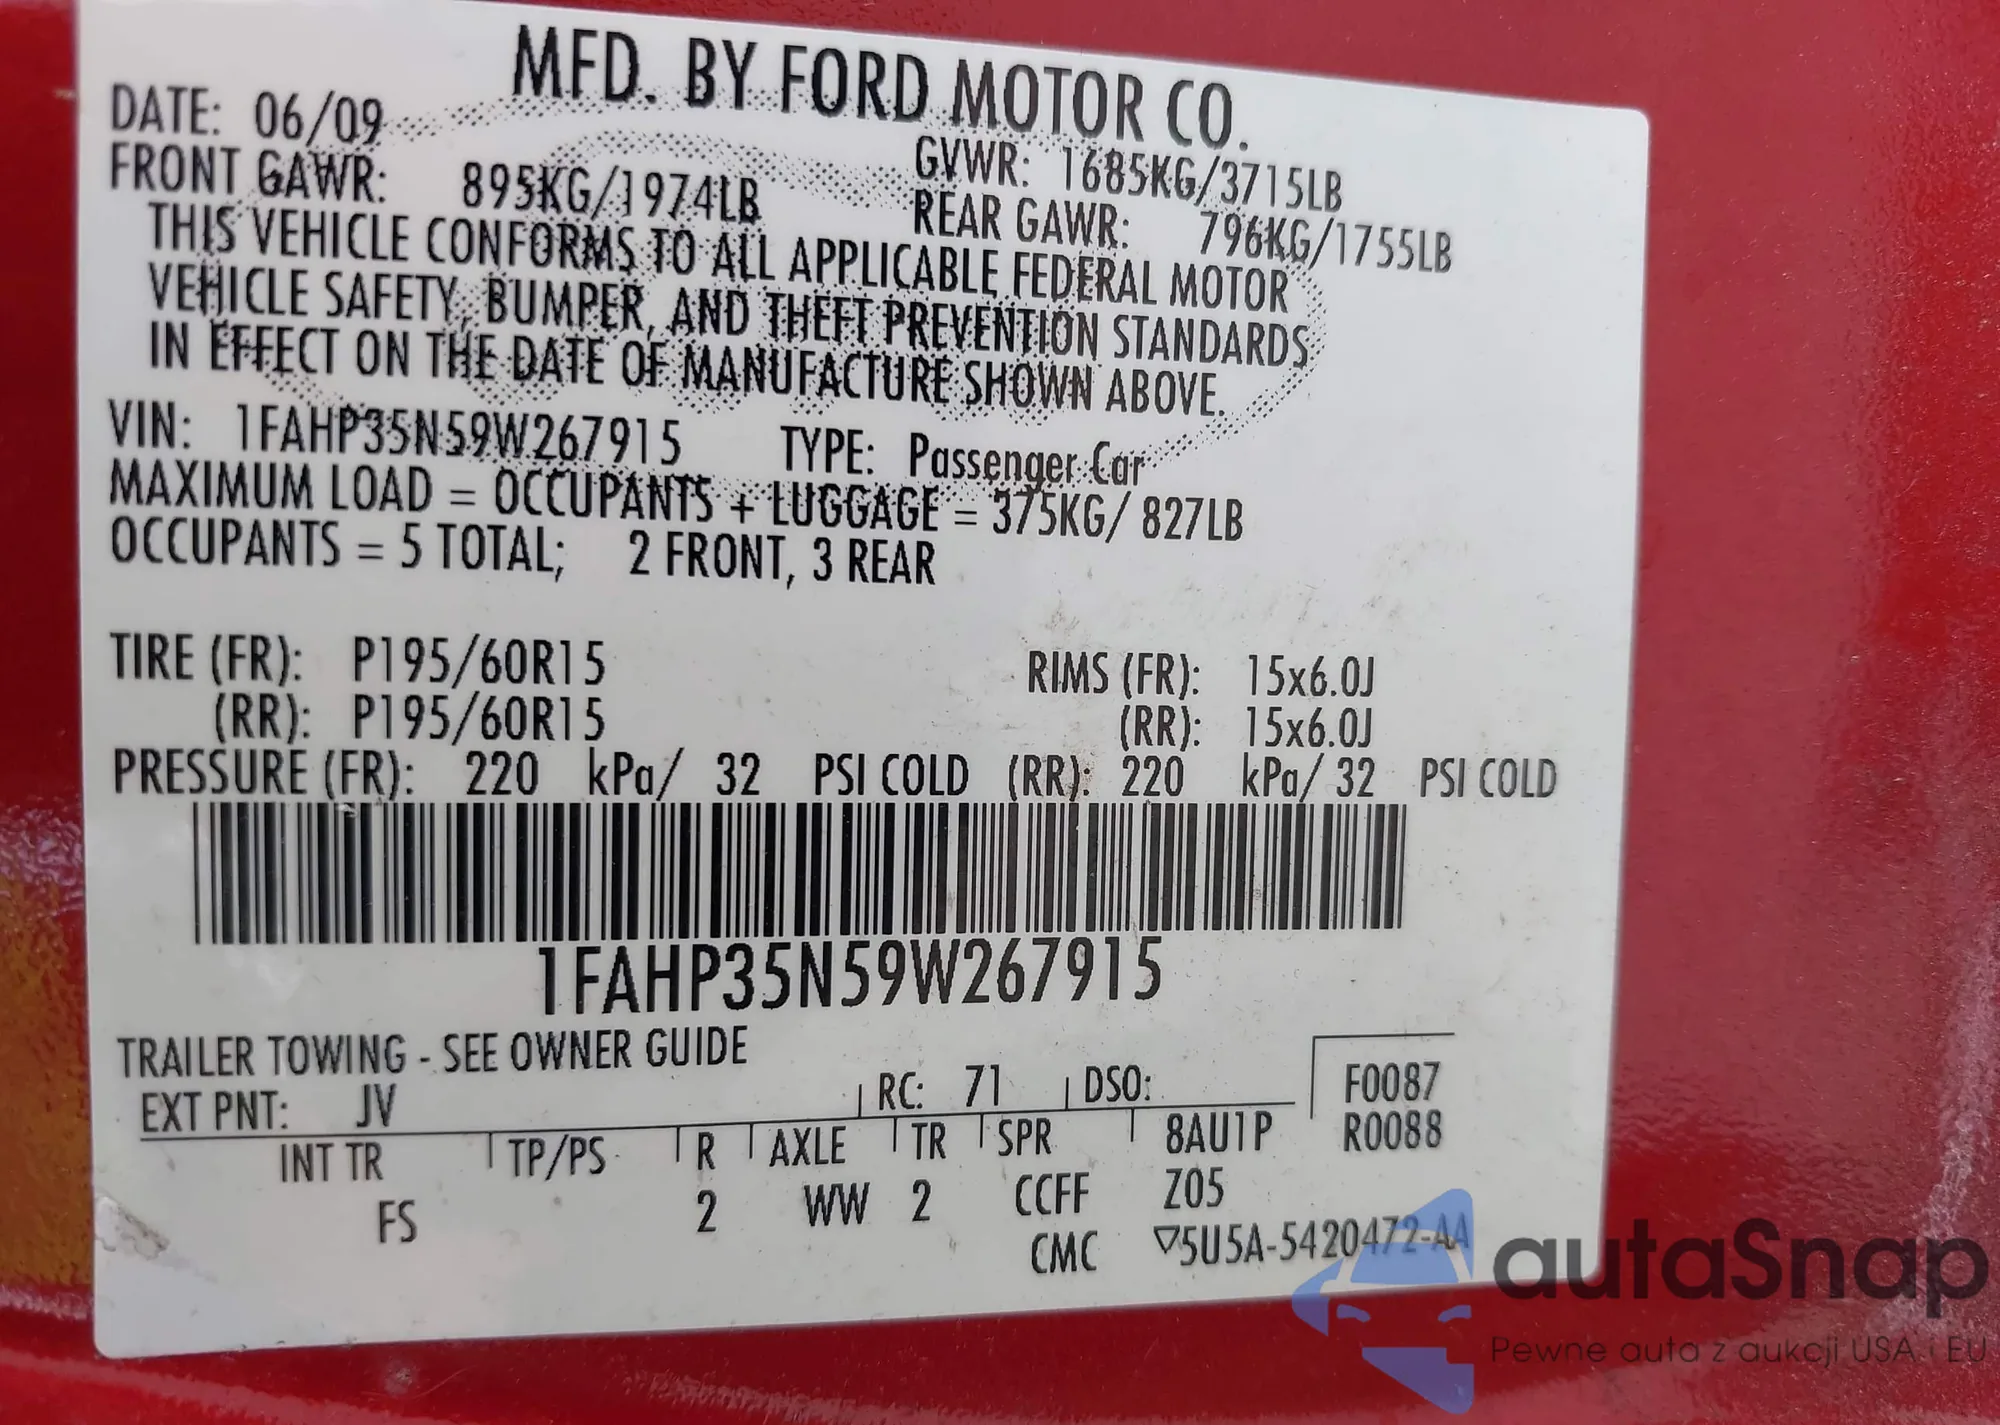 MFD. BY FORD MOTOR CO.
DATE: 06/09
GVWR: 1685KG/3715LB
FRONT GAWR: 895KG/1974LB
REAR GAWR: 796KG/1755LB
THIS VEHICLE CONFORMS TO ALL APPLICABLE FEDERAL MOTOR
VEHICLE SAFETY, BUMPER, AND THEFT PREVENTION STANDARDS
IN EFFECT ON THE DATE OF MANUFACTURE SHOWN ABOVE.
VIN: 1FAHP35N59W267915 TYPE: Passenger Car
MAXIMUM LOAD = OCCUPANTS + LUGGAGE = 375KG/ 827LB
OCCUPANTS = 5 TOTAL; 2 FRONT, 3 REAR
TIRE (FR): P195/60R15 RIMS (FR): 15x6.0J
(RR): P195/60R15 (RR): 15x6.0J
PRESSURE (FR): 220 kPa/ 32 PSI COLD (RR): 220 kPa/ 32 PSI COLD
1FAHP35N59W267915
TRAILER TOWING - SEE OWNER GUIDE
EXT PNT: JV RC: 71 DSO: F0087
INT TR TP/PS R AXLE TR SPR 8AU1P R0088
FS 2 WW 2 CCFF Z05
CMC ▽5U5A-5420472-AA
autaSnap
Pewne auta z aukcji USA i EU